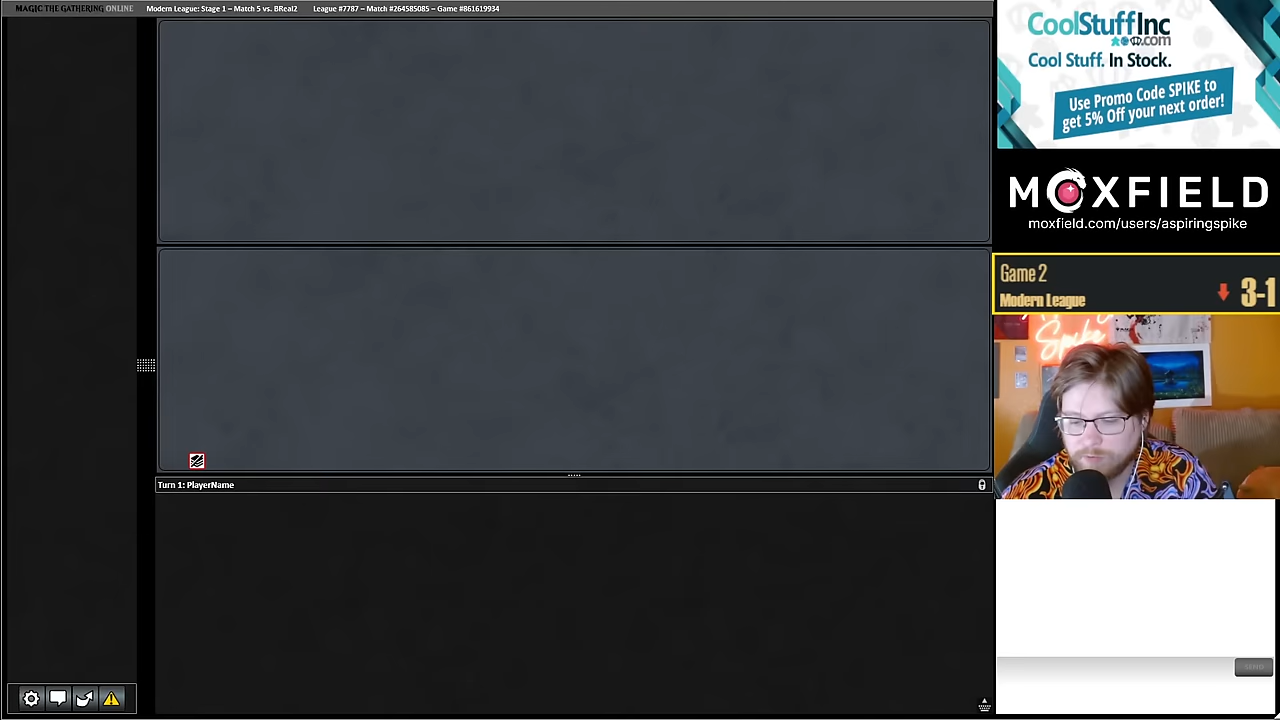 MAGIC THE GATHERING ONLINE
Modern League: Stage 1 – Match 5 vs. BReal2
League #7787 – Match #264585085 – Game #861619934
CoolStuffInc
.com
Cool Stuff. In Stock.
Use Promo Code SPIKE to
get 5% Off your next order!
MOXFIELD
moxfield.com/users/aspiringspike
Game 2
Modern League
3-1
Spike
Turn 1: PlayerName
SEND